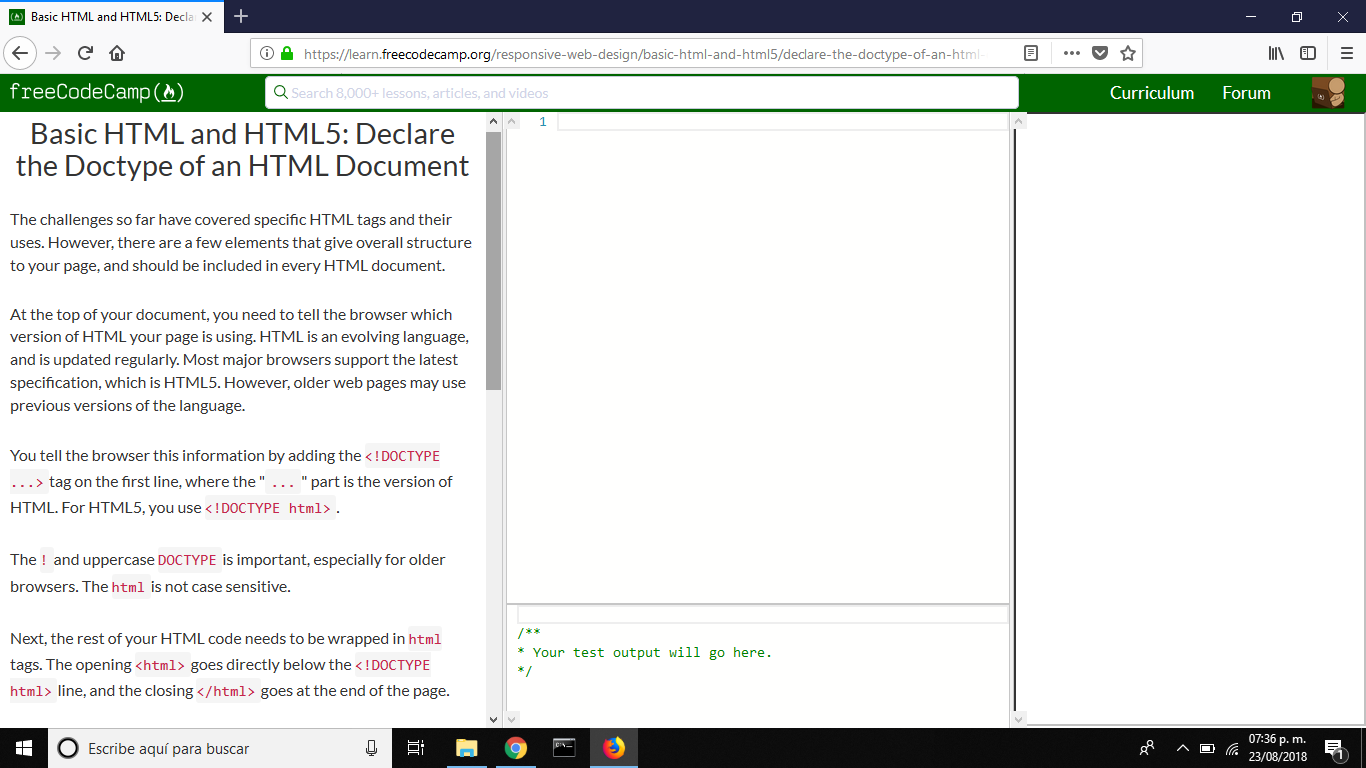 Basic HTML and HTML5: Decla
https://learn.freecodecamp.org/responsive-web-design/basic-html-and-html5/declare-the-doctype-of-an-html-
freeCodeCamp
Search 8,000+ lessons, articles, and videos
Curriculum
Forum
Basic HTML and HTML5: Declare
the Doctype of an HTML Document
The challenges so far have covered specific HTML tags and their
uses. However, there are a few elements that give overall structure
to your page, and should be included in every HTML document.
At the top of your document, you need to tell the browser which
version of HTML your page is using. HTML is an evolving language,
and is updated regularly. Most major browsers support the latest
specification, which is HTML5. However, older web pages may use
previous versions of the language.
You tell the browser this information by adding the <!DOCTYPE
...> tag on the first line, where the "..." part is the version of
HTML. For HTML5, you use <!DOCTYPE html> .
The ! and uppercase DOCTYPE is important, especially for older
browsers. The html is not case sensitive.
Next, the rest of your HTML code needs to be wrapped in html
tags. The opening <html> goes directly below the <!DOCTYPE
html> line, and the closing </html> goes at the end of the page.
1
/**
* Your test output will go here.
*/
Escribe aquí para buscar
07:36 p. m.
23/08/2018
1